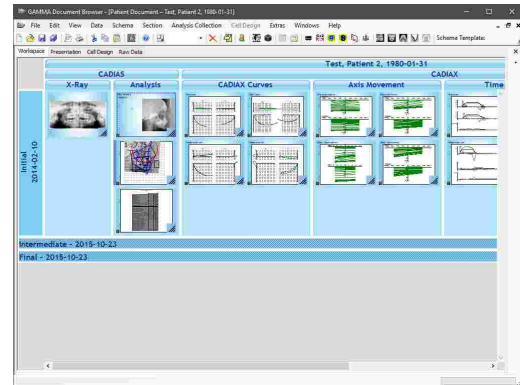 GAMMA Document Browser - [Patient Document - Test, Patient 2, 1980-01-31]
File Edit View Data Schema Section Analysis Collection Cell Design Extras Windows Help
Schema Template:
Workspace Presentation Cell Design Raw Data
Test, Patient 2, 1980-01-31
CADIAS CADIAX
X-Ray Analysis CADIAX Curves Axis Movement Time
Initial
2014-02-10
Intermediate - 2015-10-23
Final - 2015-10-23